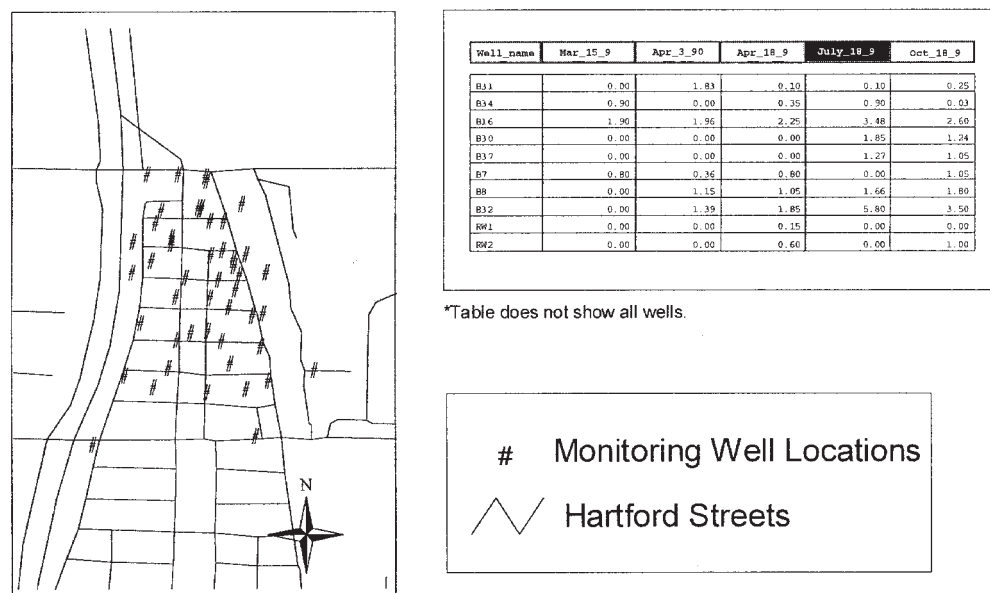 Well_name Mar_15_9 Apr_3_90 Apr_18_9 July_18_9 Oct_18_9
B31 0.00 1.83 0.10 0.10 0.25
B34 0.90 0.00 0.35 0.90 0.03
B16 1.90 1.96 2.25 3.48 2.60
B30 0.00 0.00 0.00 1.85 1.24
B37 0.00 0.00 0.00 1.27 1.05
B7 0.80 0.36 0.80 0.00 1.05
B8 0.00 1.15 1.05 1.66 1.80
B32 0.00 1.39 1.85 5.80 3.50
RW1 0.00 0.00 0.15 0.00 0.00
RW2 0.00 0.00 0.60 0.00 1.00
*Table does not show all wells.
# Monitoring Well Locations
Hartford Streets
N